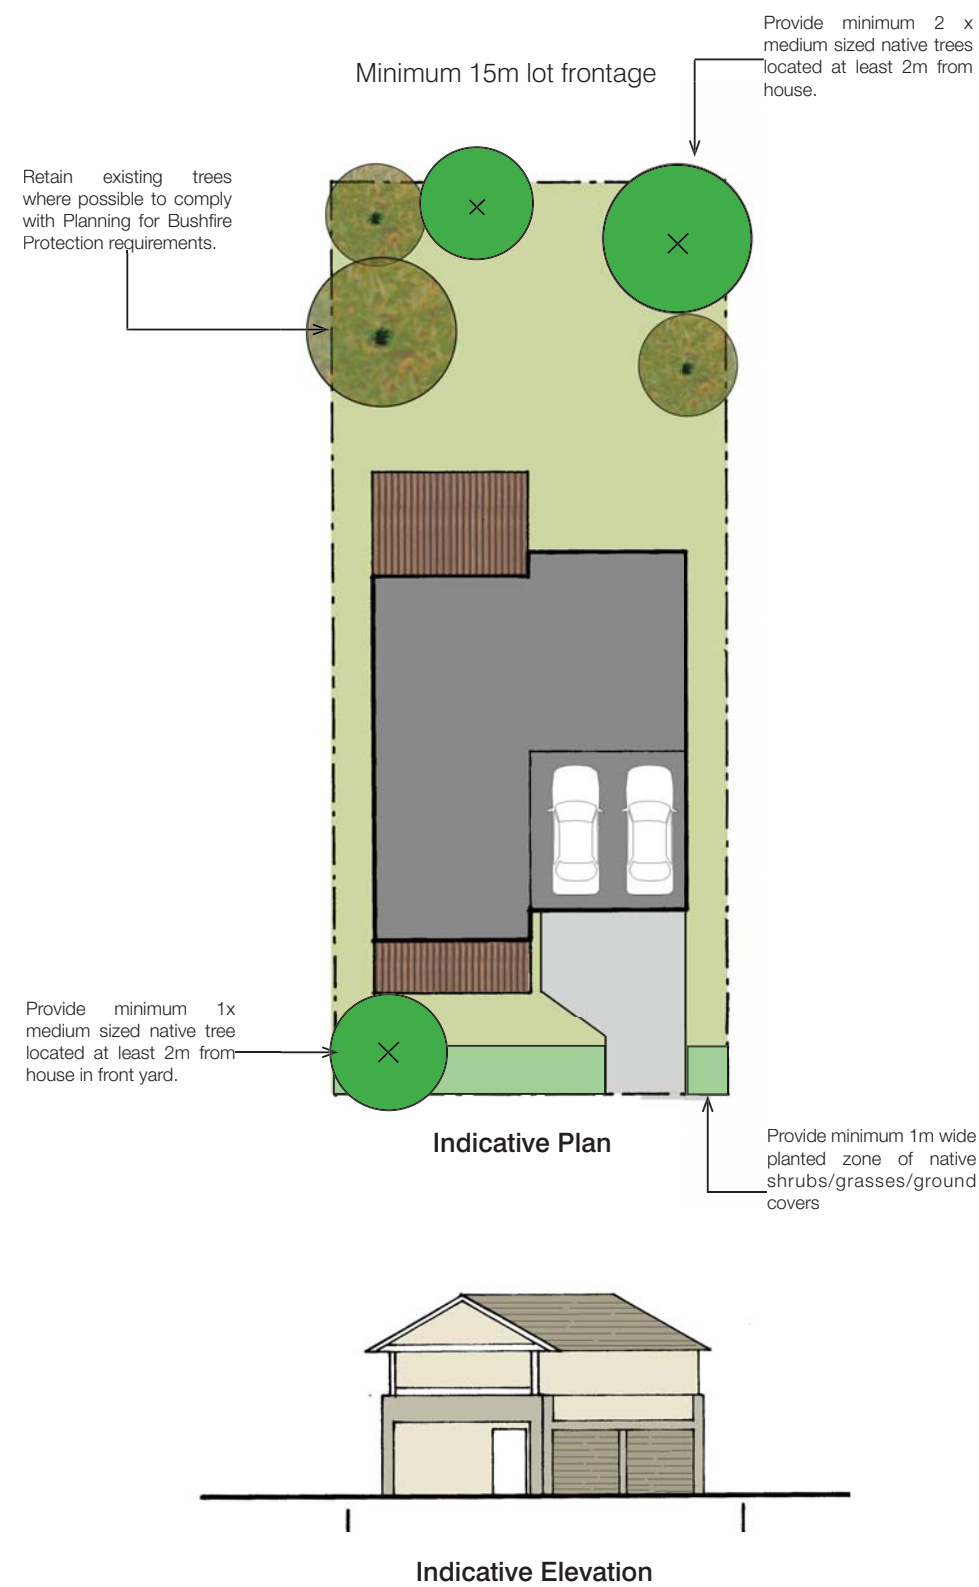 Provide minimum 2 x
medium sized native trees
located at least 2m from
house.
Minimum 15m lot frontage
Retain existing trees
where possible to comply
with Planning for Bushfire
Protection requirements.
Provide minimum 1x
medium sized native tree
located at least 2m from
house in front yard.
Indicative Plan
Provide minimum 1m wide
planted zone of native
shrubs/grasses/ground
covers
Indicative Elevation